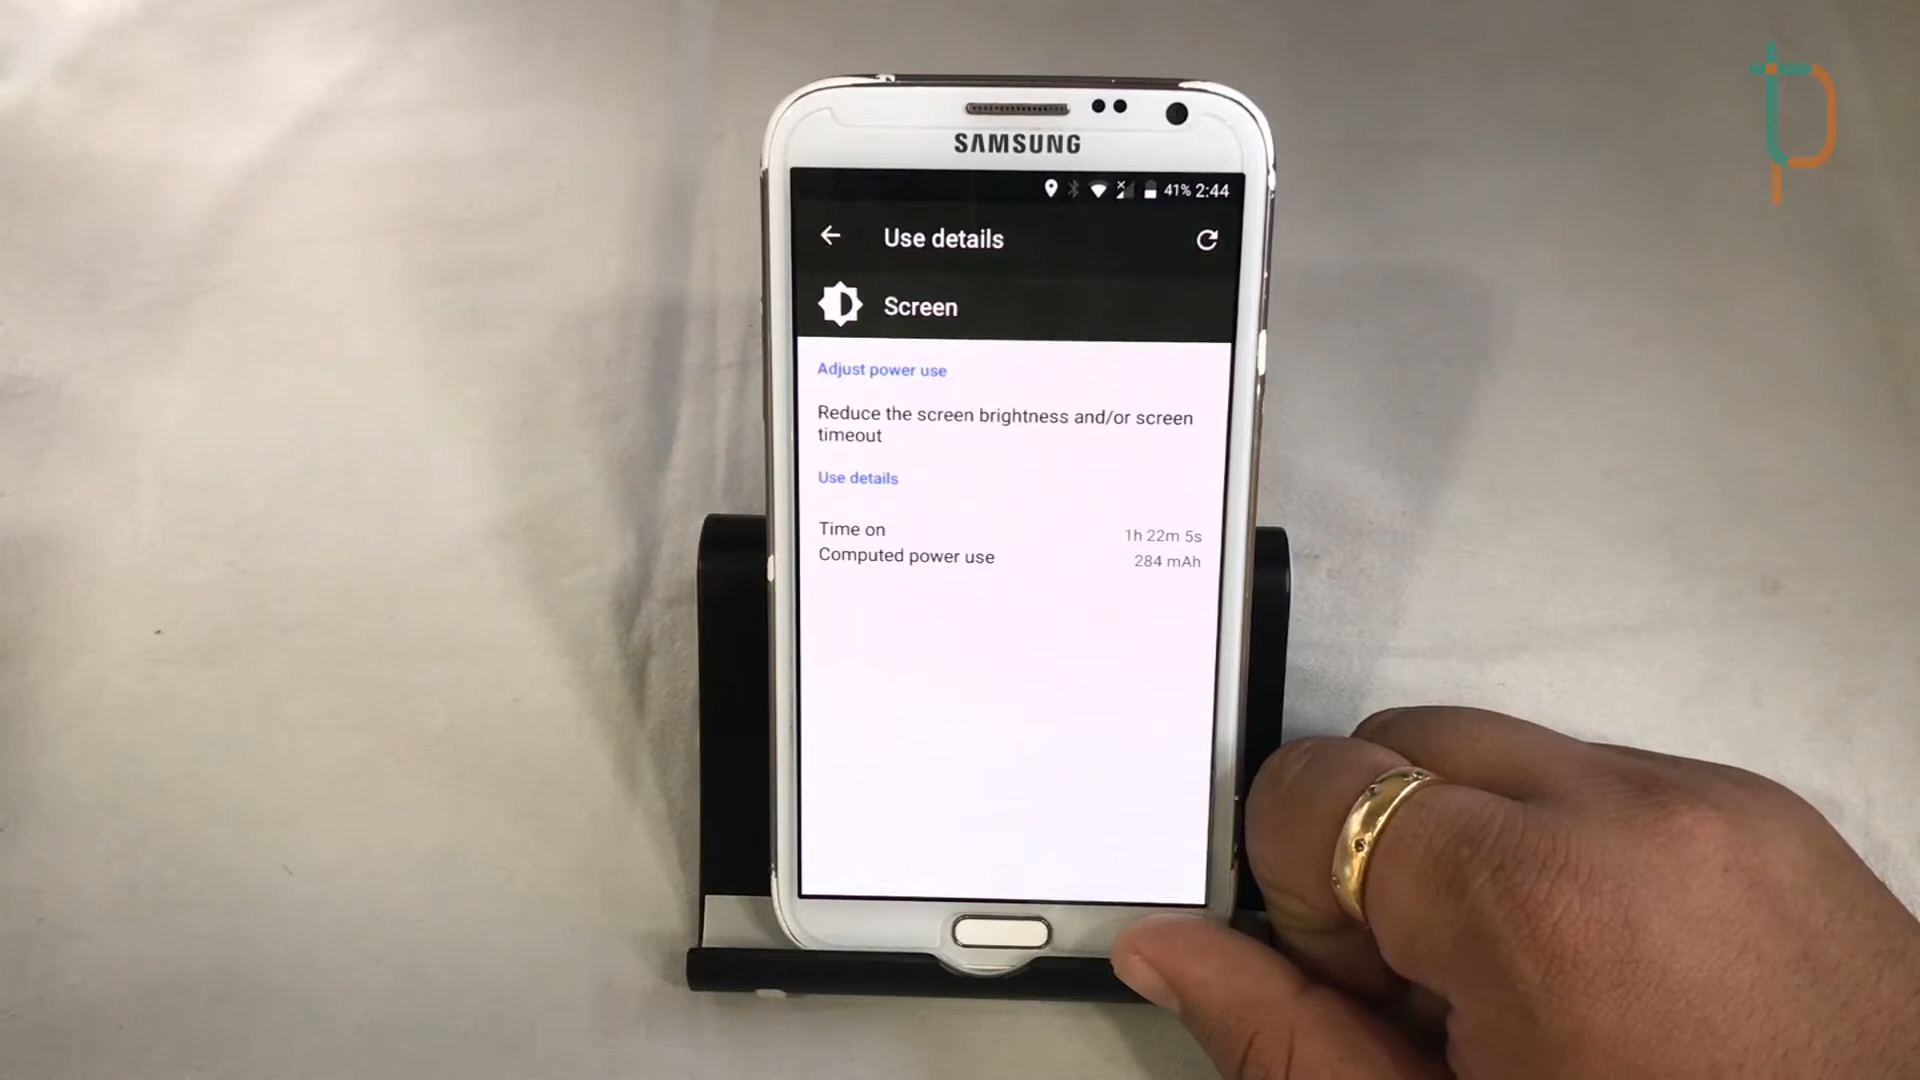 SAMSUNG
41% 2:44
Use details
Screen
Adjust power use
Reduce the screen brightness and/or screen
timeout
Use details
Time on 1h 22m 5s
Computed power use 284 mAh